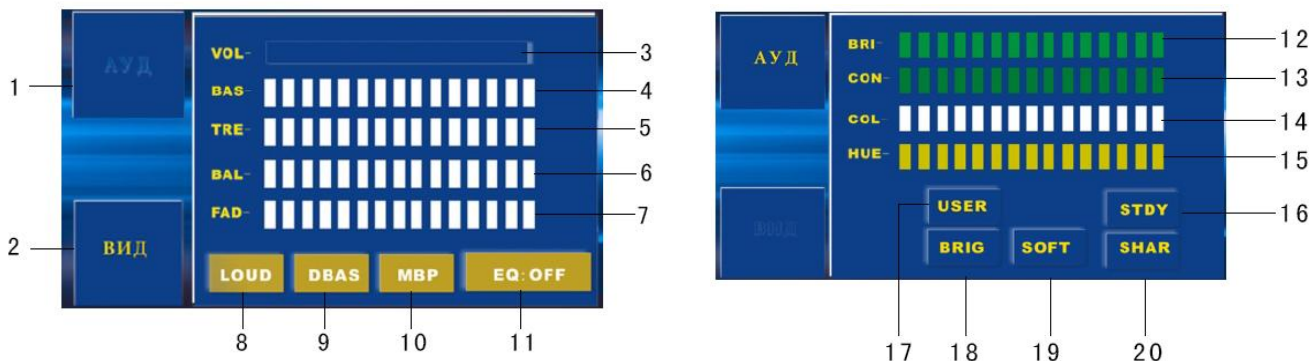 АУД
1
2
ВИД
VOL-
3
BAS-
4
TRE-
5
BAL-
6
FAD-
7
LOUD DBAS MBP EQ:OFF
8 9 10 11
АУД
BRI-
12
CON-
13
COL-
14
HUE-
15
ВИД
USER STDY
16
BRIG SOFT SHAR
17 18 19 20